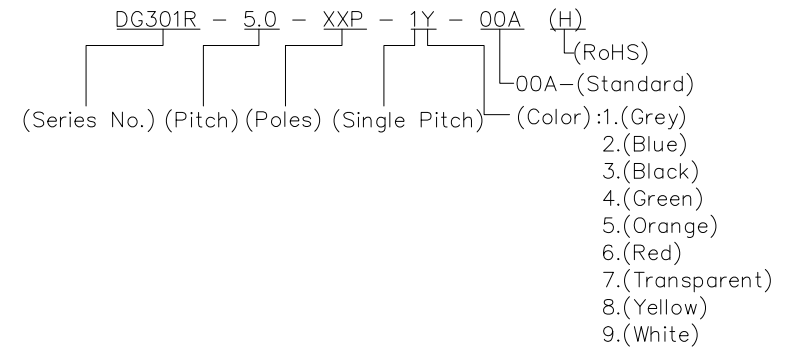 DG301R - 5.0 - XXP - 1Y - 00A (H)
(RoHS)
00A-(Standard)
(Series No.) (Pitch) (Poles) (Single Pitch) (Color):1.(Grey)
2.(Blue)
3.(Black)
4.(Green)
5.(Orange)
6.(Red)
7.(Transparent)
8.(Yellow)
9.(White)